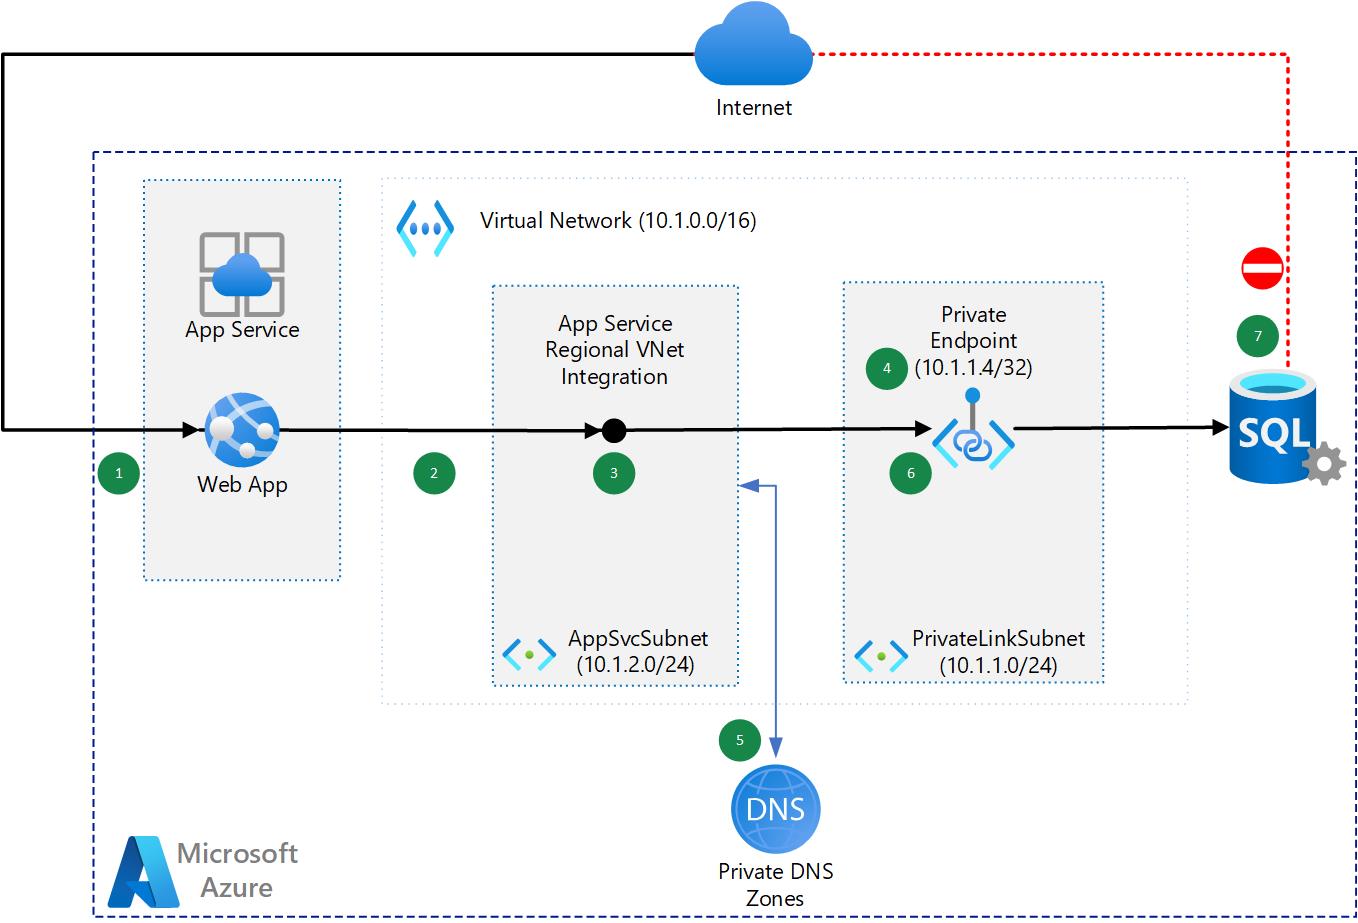 Internet
Virtual Network (10.1.0.0/16)
App Service
Web App
App Service
Regional VNet
Integration
Private
Endpoint
(10.1.1.4/32)
1
2
3
4
6
7
SQL
AppSvcSubnet
(10.1.2.0/24)
PrivateLinkSubnet
(10.1.1.0/24)
5
DNS
Private DNS
Zones
Microsoft
Azure